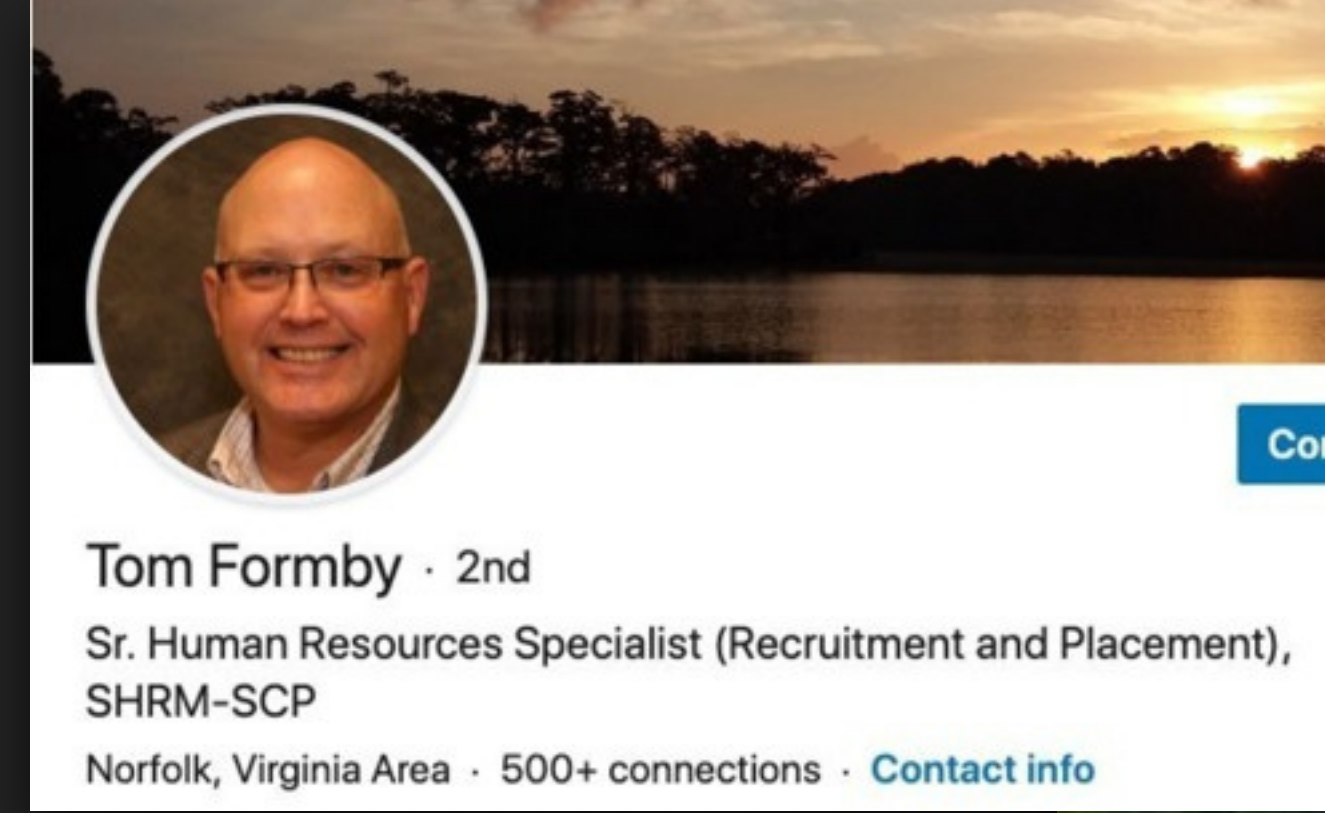 Con
Tom Formby · 2nd
Sr. Human Resources Specialist (Recruitment and Placement),
SHRM-SCP
Norfolk, Virginia Area · 500+ connections · Contact info